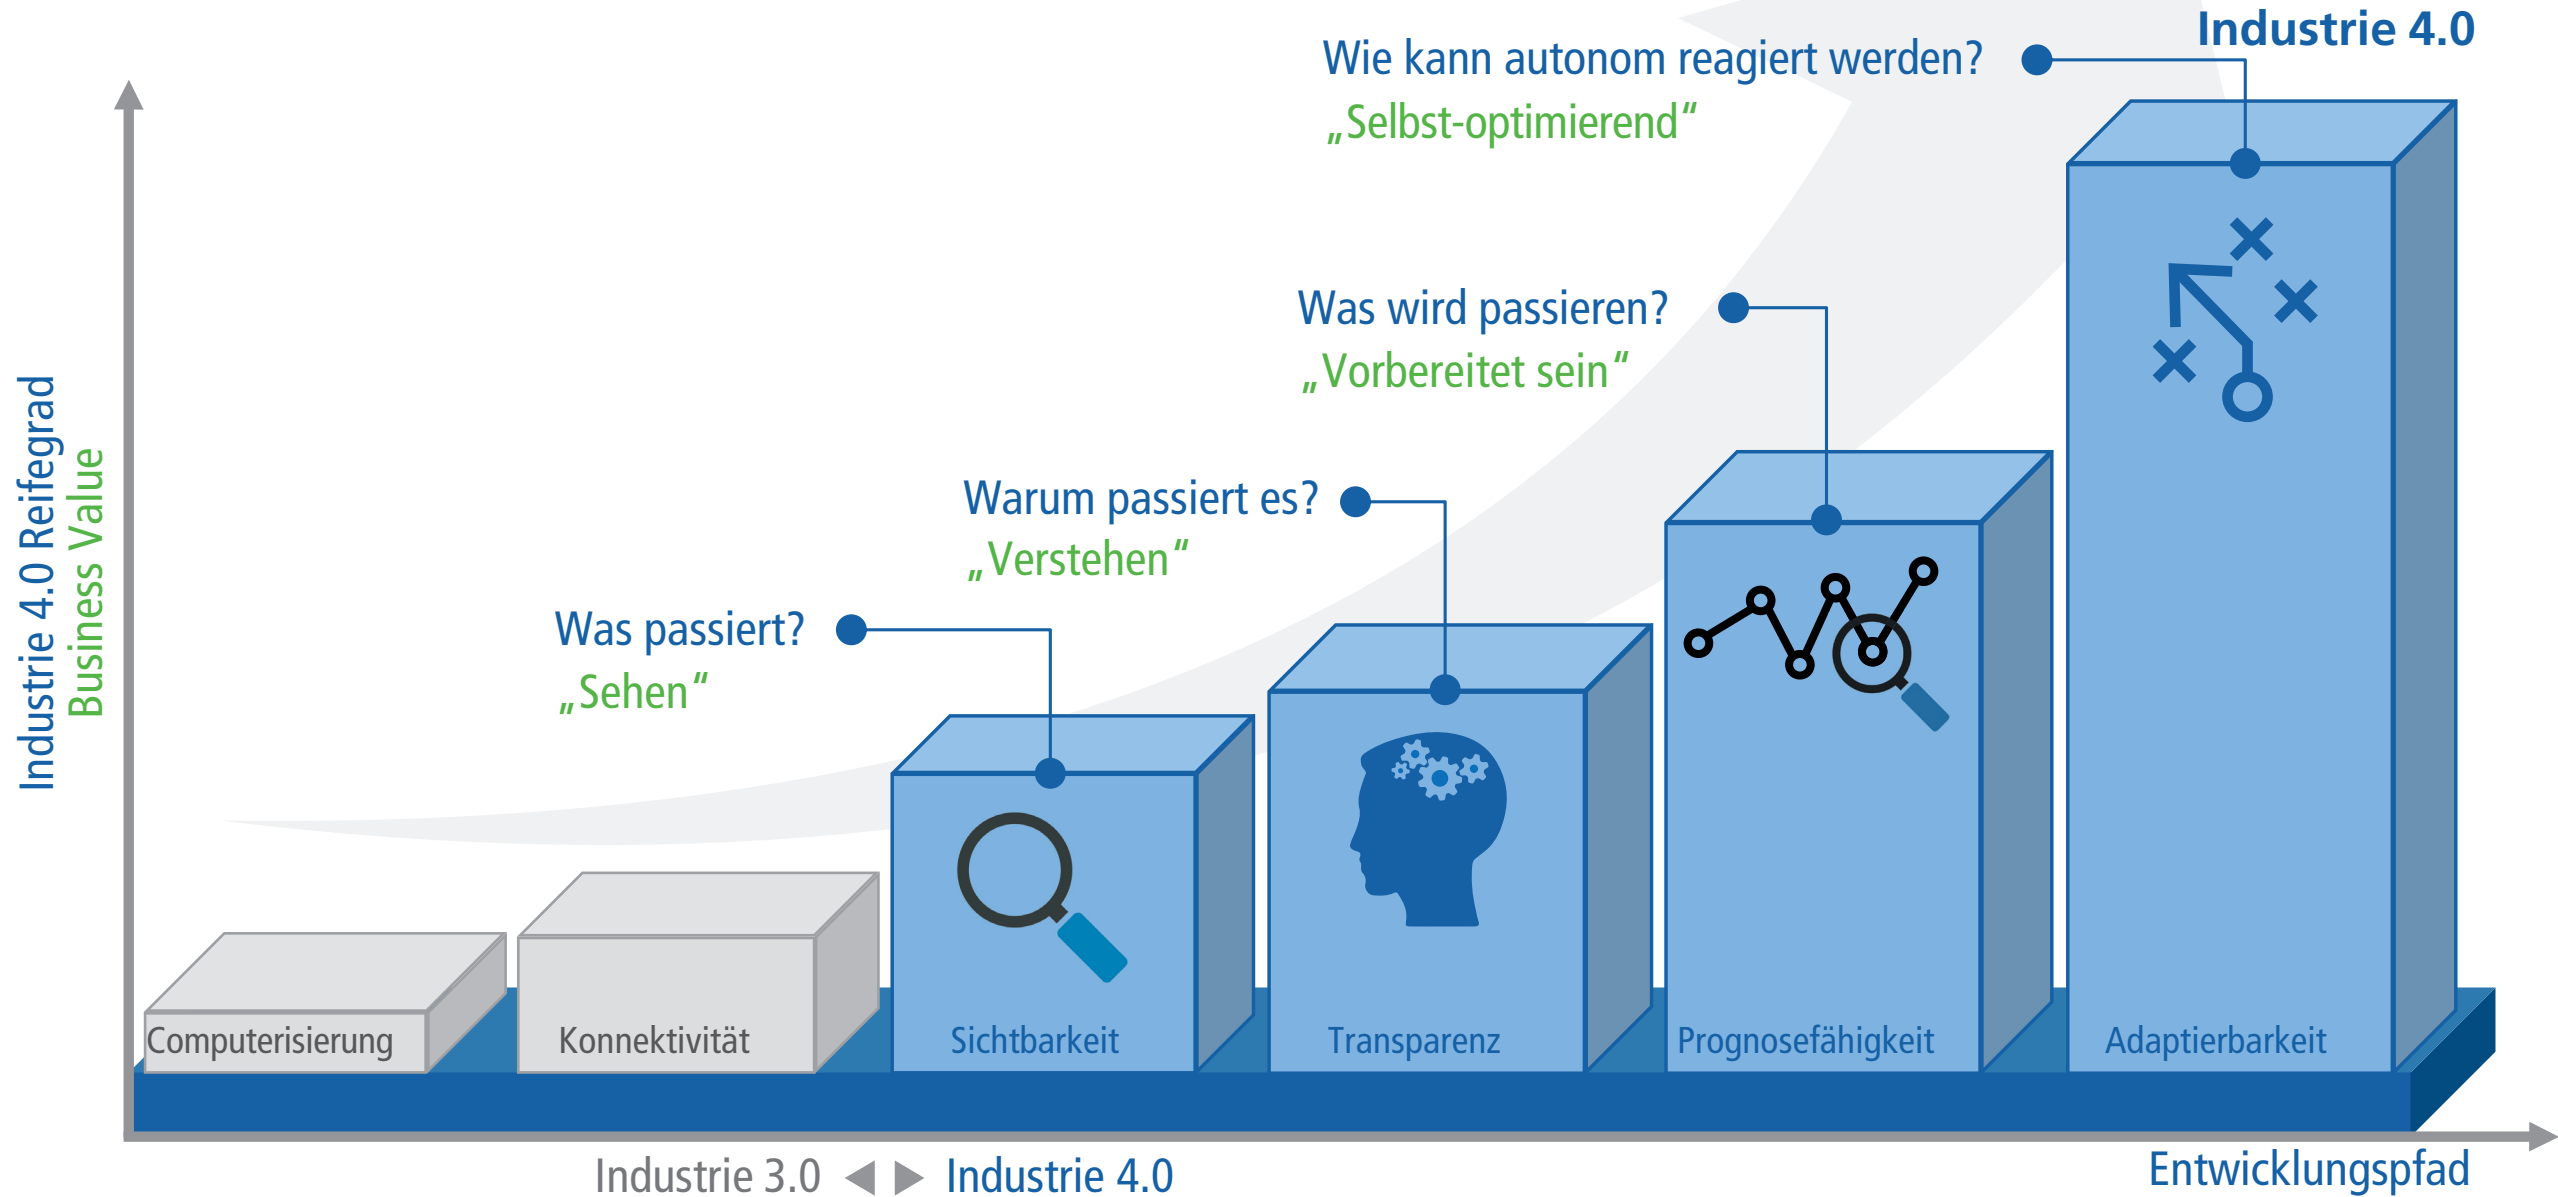 Industrie 4.0
Wie kann autonom reagiert werden?
„Selbst-optimierend“
Was wird passieren?
„Vorbereitet sein“
Warum passiert es?
„Verstehen“
Was passiert?
„Sehen“
Industrie 4.0 Reifegrad
Business Value
Computerisierung
Konnektivität
Sichtbarkeit
Transparenz
Prognosefähigkeit
Adaptierbarkeit
Industrie 3.0
Industrie 4.0
Entwicklungspfad